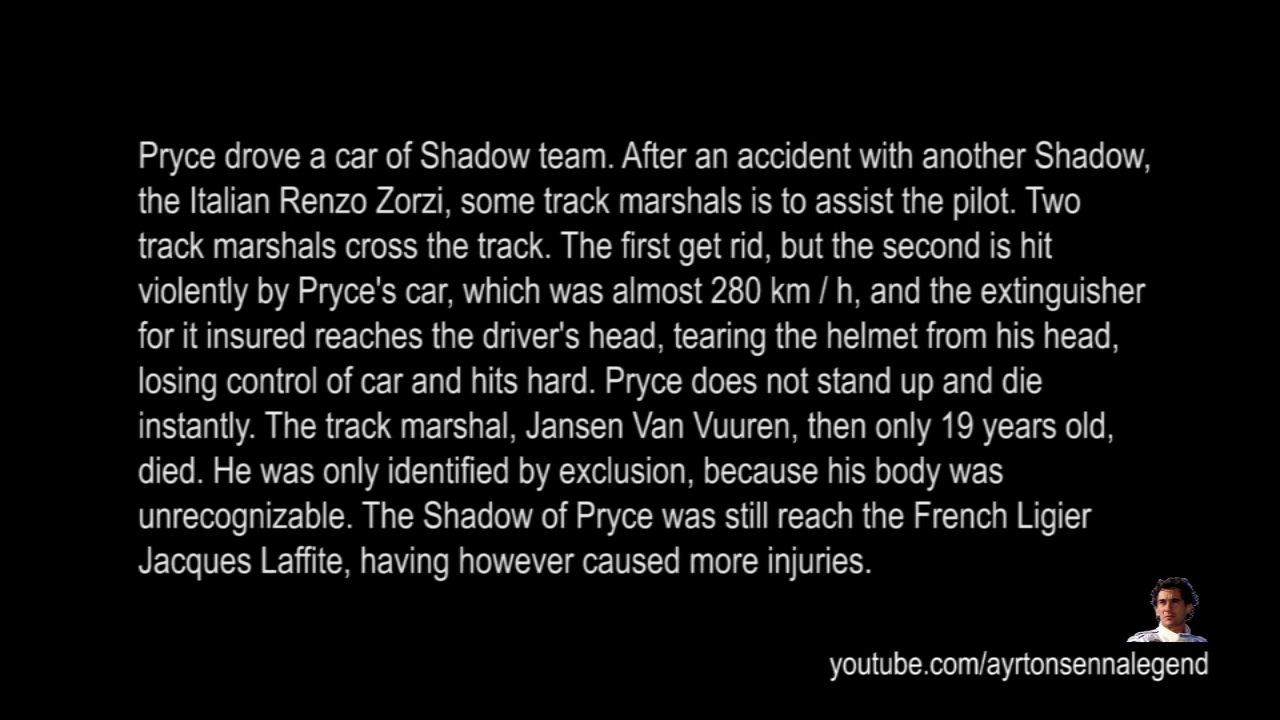 Pryce drove a car of Shadow team. After an accident with another Shadow,
the Italian Renzo Zorzi, some track marshals is to assist the pilot. Two
track marshals cross the track. The first get rid, but the second is hit
violently by Pryce's car, which was almost 280 km / h, and the extinguisher
for it insured reaches the driver's head, tearing the helmet from his head,
losing control of car and hits hard. Pryce does not stand up and die
instantly. The track marshal, Jansen Van Vuuren, then only 19 years old,
died. He was only identified by exclusion, because his body was
unrecognizable. The Shadow of Pryce was still reach the French Ligier
Jacques Laffite, having however caused more injuries.
youtube.com/ayrtonsennalegend